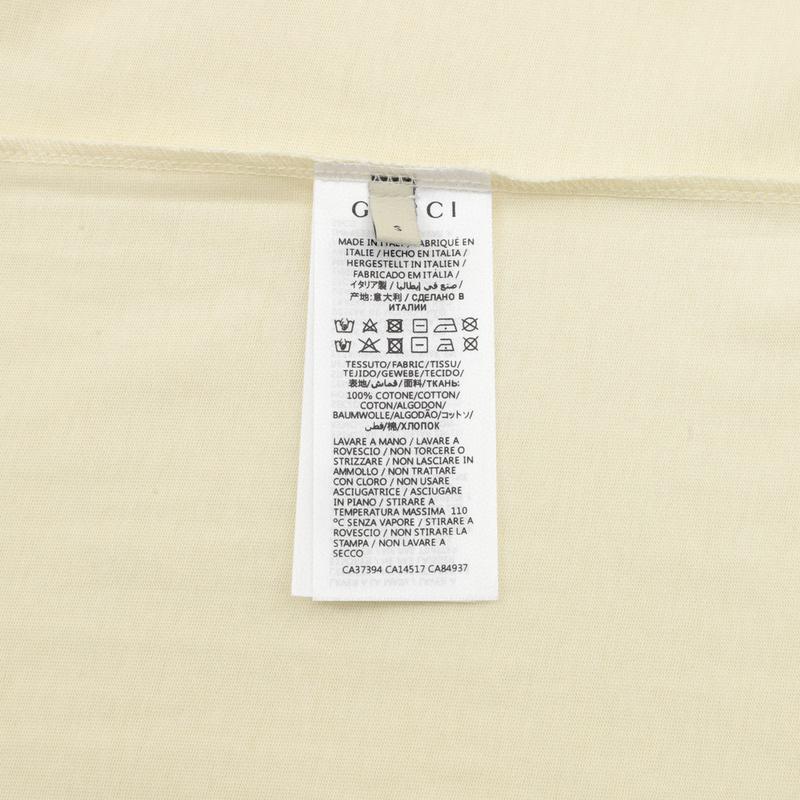 G CCI
S
MADE IN ITALY / FABRIQUÉ EN
ITALIE / HECHO EN ITALIA /
HERGESTELLT IN ITALIEN /
FABRICADO EM ITÁLIA /
イタリア製 / صنع في إيطاليا /
产地:意大利 / СДЕЛАНО В
ИТАЛИИ
TESSUTO/FABRIC/TISSU/
TEJIDO/GEWEBE/TECIDO/
表地/قماش/面料/ТКАНЬ:
100% COTONE/COTTON/
COTON/ALGODON/
BAUMWOLLE/ALGODÃO/コットン/
قطن/棉/ХЛОПОК
LAVARE A MANO / LAVARE A
ROVESCIO / NON TORCERE O
STRIZZARE / NON LASCIARE IN
AMMOLLO / NON TRATTARE
CON CLORO / NON USARE
ASCIUGATRICE / ASCIUGARE
IN PIANO / STIRARE A
TEMPERATURA MASSIMA 110
ºC SENZA VAPORE / STIRARE A
ROVESCIO / NON STIRARE LA
STAMPA / NON LAVARE A
SECCO
CA37394 CA14517 CA84937